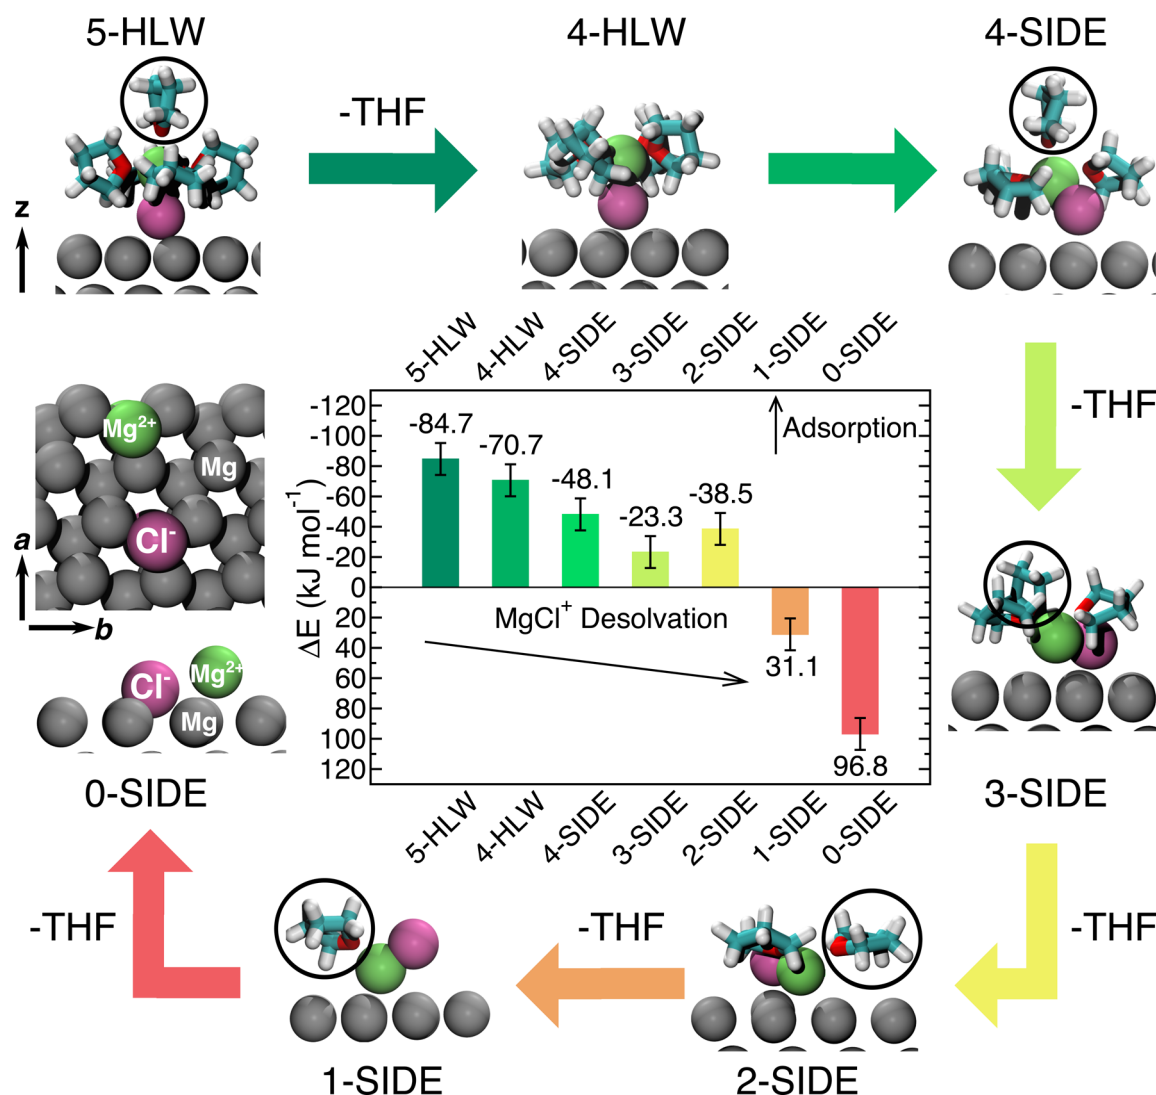 5-HLW
4-HLW
4-SIDE
-THF
z
5-HLW
4-HLW
4-SIDE
3-SIDE
2-SIDE
1-SIDE
0-SIDE
-THF
Mg²⁺
Mg
Cl⁻
a
b
Cl⁻
Mg²⁺
Mg
0-SIDE
ΔE (kJ mol⁻¹)
-120
-100
-80
-60
-40
-20
0
20
40
60
80
100
120
-84.7
-70.7
-48.1
-23.3
-38.5
31.1
96.8
Adsorption
MgCl⁺ Desolvation
5-HLW
4-HLW
4-SIDE
3-SIDE
2-SIDE
1-SIDE
0-SIDE
3-SIDE
-THF
-THF
-THF
1-SIDE
2-SIDE